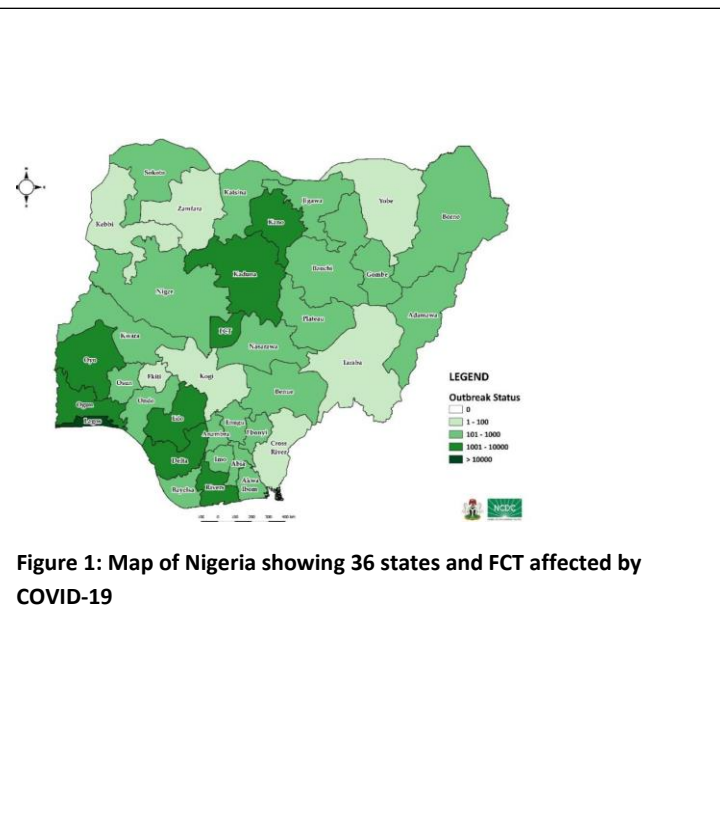 Sokoto
Katsina
Jigawa
Yobe
Borno
Zamfara
Kebbi
Kano
Kaduna
Bauchi
Gombe
Niger
Adamawa
Plateau
FCT
Kwara
Nasarawa
Oyo
Taraba
Kogi
Ekiti
Osun
Benue
Ondo
Ogun
Edo
Lagos
Enugu
Anambra
Ebonyi
Cross
River
Delta
Imo
Abia
Akwa
Ibom
Bayelsa
Rivers
LEGEND
Outbreak Status
0
1 - 100
101 - 1000
1001 - 10000
> 10000
NCDC
Figure 1: Map of Nigeria showing 36 states and FCT affected by
COVID-19